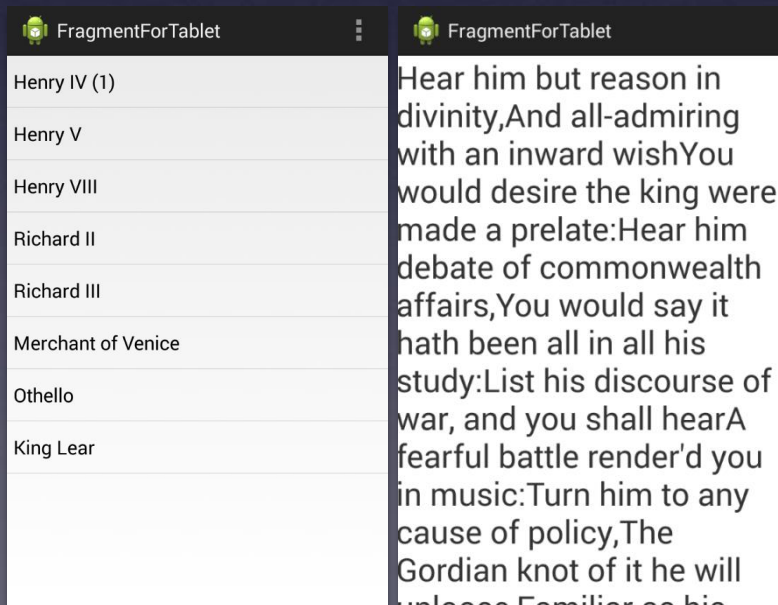 FragmentForTablet
Henry IV (1)
Henry V
Henry VIII
Richard II
Richard III
Merchant of Venice
Othello
King Lear
FragmentForTablet
Hear him but reason in
divinity,And all-admiring
with an inward wishYou
would desire the king were
made a prelate:Hear him
debate of commonwealth
affairs,You would say it
hath been all in all his
study:List his discourse of
war, and you shall hearA
fearful battle render'd you
in music:Turn him to any
cause of policy,The
Gordian knot of it he will
unloose,Familiar as his